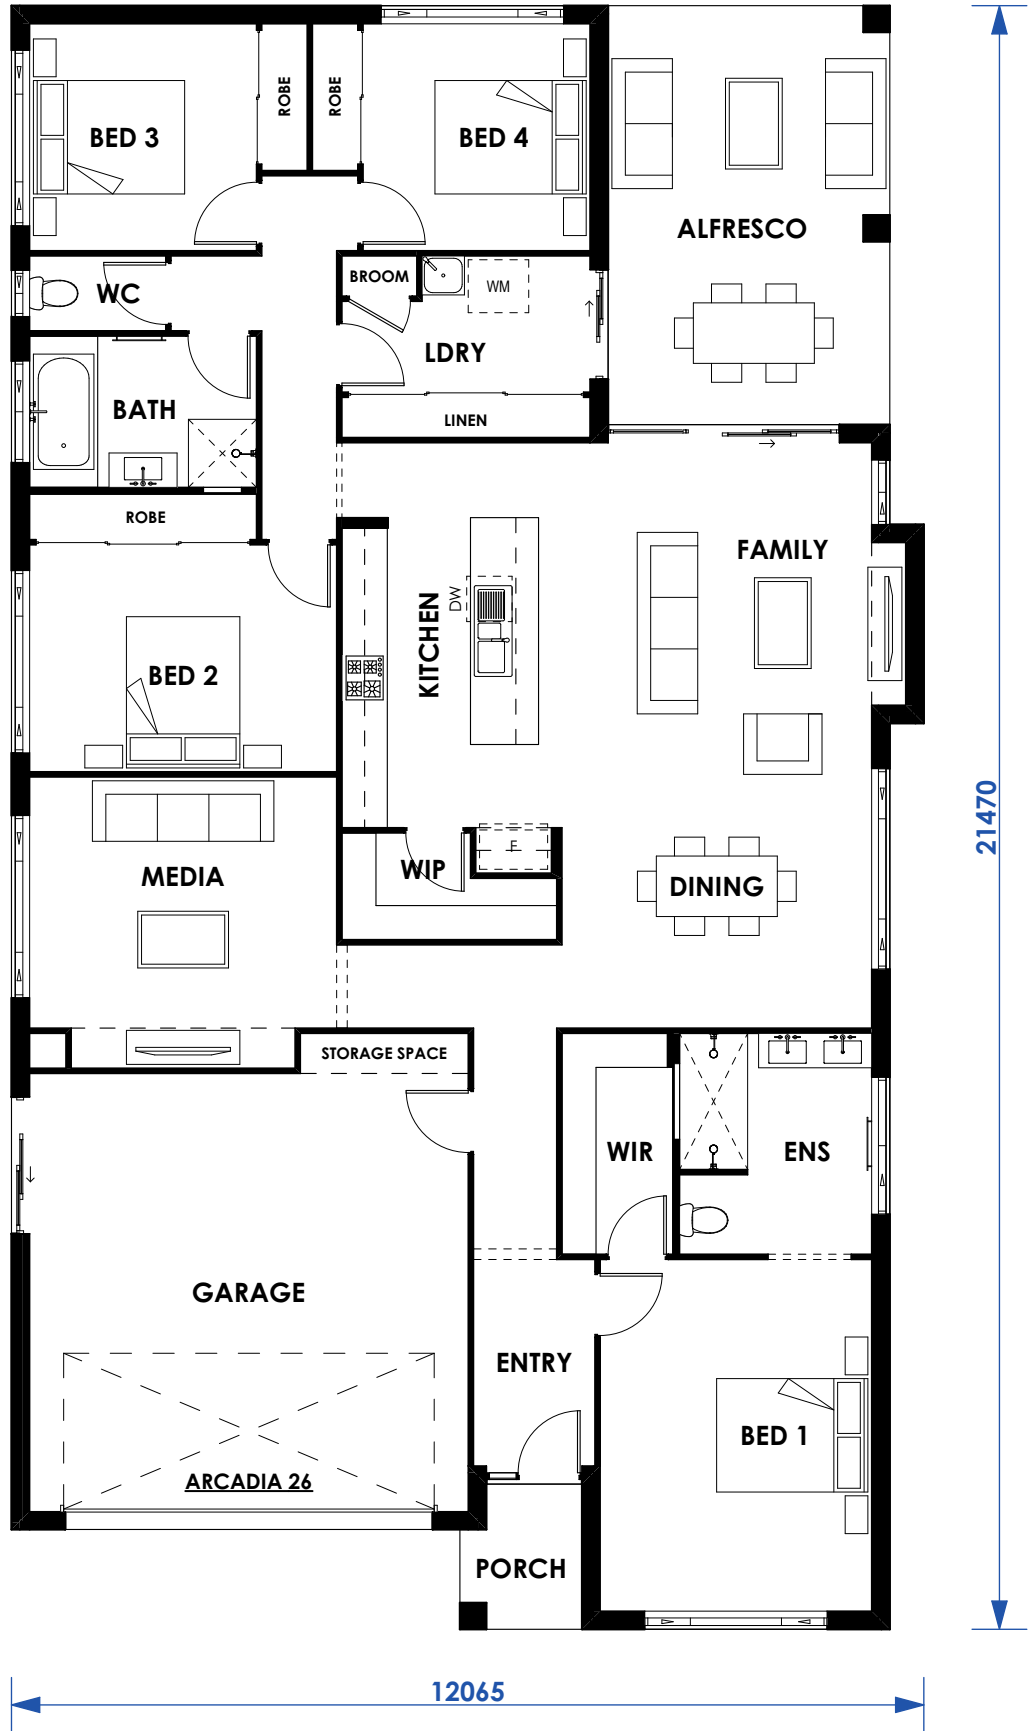 BED 3
ROBE
ROBE
BED 4
ALFRESCO
WC
BROOM
WM
LDRY
BATH
LINEN
ROBE
FAMILY
KITCHEN
DW
BED 2
21470
MEDIA
WIP
F
DINING
STORAGE SPACE
WIR
ENS
GARAGE
ENTRY
BED 1
ARCADIA 26
PORCH
12065